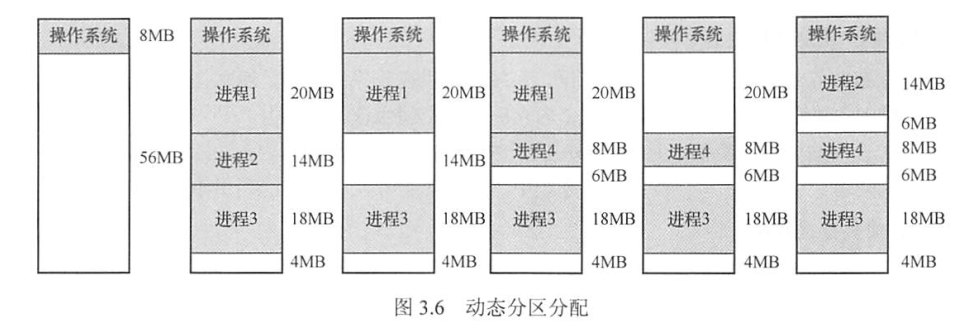 操作系统 8MB 操作系统 操作系统 操作系统 操作系统 操作系统
进程1 20MB 进程1 20MB 进程1 20MB 20MB 进程2 14MB
6MB
56MB 进程2 14MB 14MB 进程4 8MB 进程4 8MB 进程4 8MB
6MB 6MB 6MB
进程3 18MB 进程3 18MB 进程3 18MB 进程3 18MB 进程3 18MB
4MB 4MB 4MB 4MB 4MB
图 3.6 动态分区分配